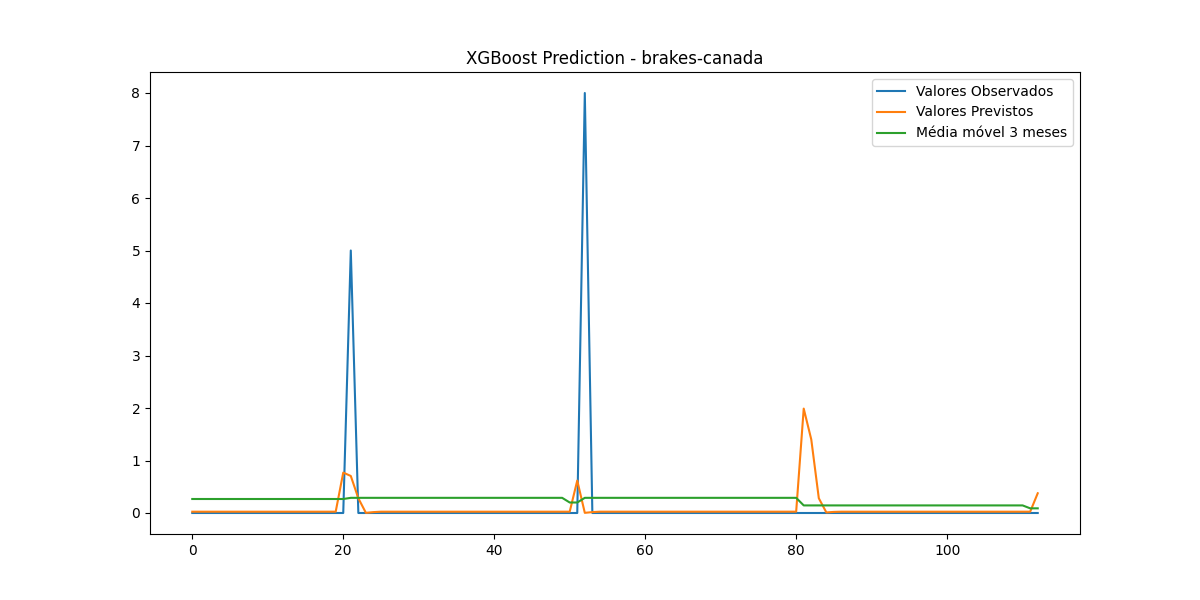 XGBoost Prediction - brakes-canada
Valores Observados
Valores Previstos
Média móvel 3 meses
8
7
6
5
4
3
2
1
0
0 20 40 60 80 100